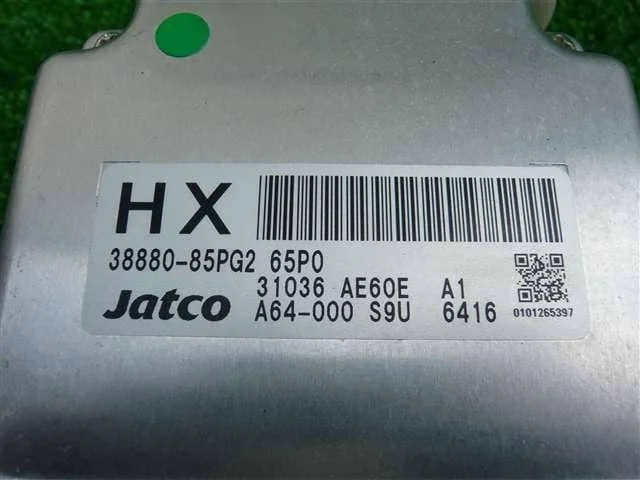 HX
38880-85PG2 65P0
31036 AE60E A1
Jatco A64-000 S9U 6416
0101265397